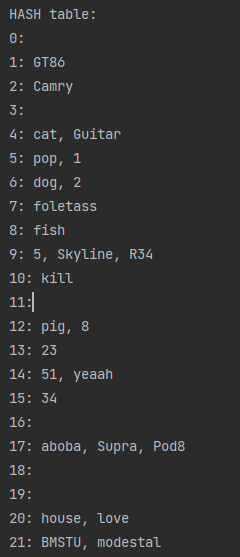 HASH table:
0:
1: GT86
2: Camry
3:
4: cat, Guitar
5: pop, 1
6: dog, 2
7: foletass
8: fish
9: 5, Skyline, R34
10: kill
11:
12: pig, 8
13: 23
14: 51, yeaah
15: 34
16:
17: aboba, Supra, Pod8
18:
19:
20: house, love
21: BMSTU, modestal